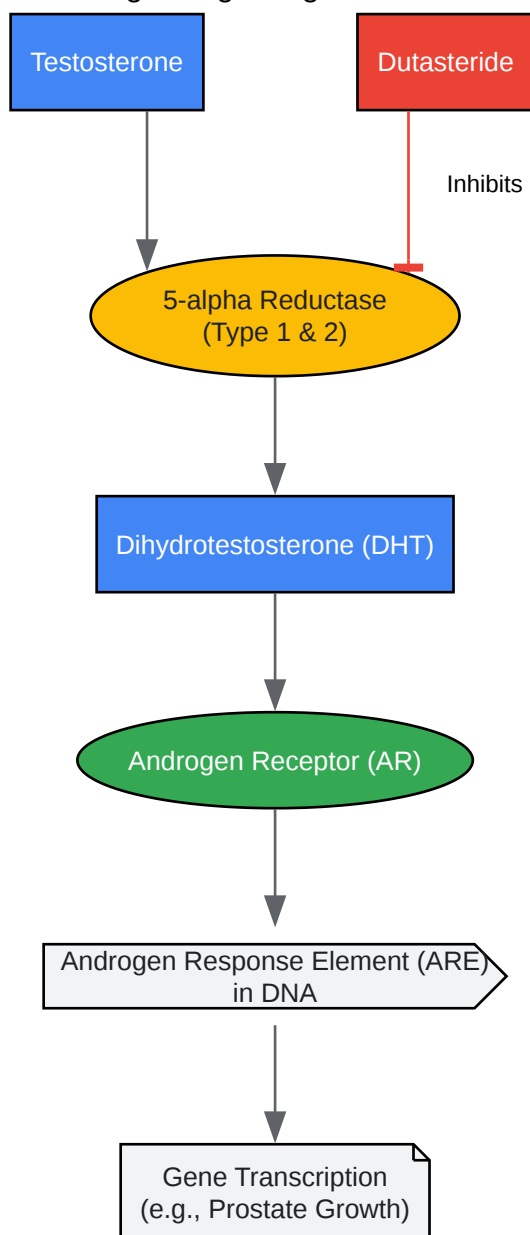 Testosterone
Dutasteride
Inhibits
5-alpha Reductase
(Type 1 & 2)
Dihydrotestosterone (DHT)
Androgen Receptor (AR)
Androgen Response Element (ARE)
in DNA
Gene Transcription
(e.g., Prostate Growth)